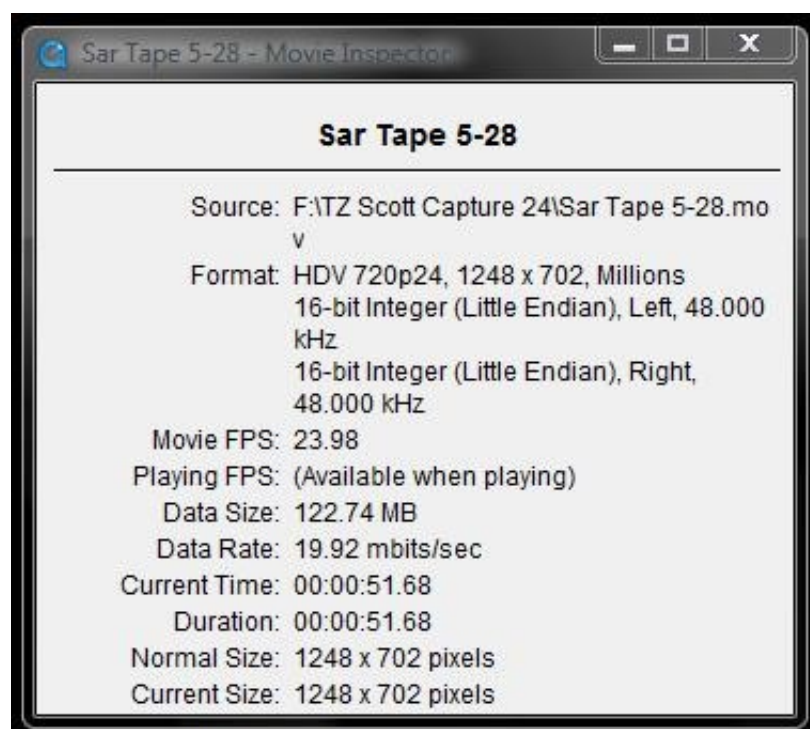 Sar Tape 5-28 - Movie Inspector
Sar Tape 5-28
Source: F:\TZ Scott Capture 24\Sar Tape 5-28.mo
v
Format: HDV 720p24, 1248 x 702, Millions
16-bit Integer (Little Endian), Left, 48.000
kHz
16-bit Integer (Little Endian), Right,
48.000 kHz
Movie FPS: 23.98
Playing FPS: (Available when playing)
Data Size: 122.74 MB
Data Rate: 19.92 mbits/sec
Current Time: 00:00:51.68
Duration: 00:00:51.68
Normal Size: 1248 x 702 pixels
Current Size: 1248 x 702 pixels